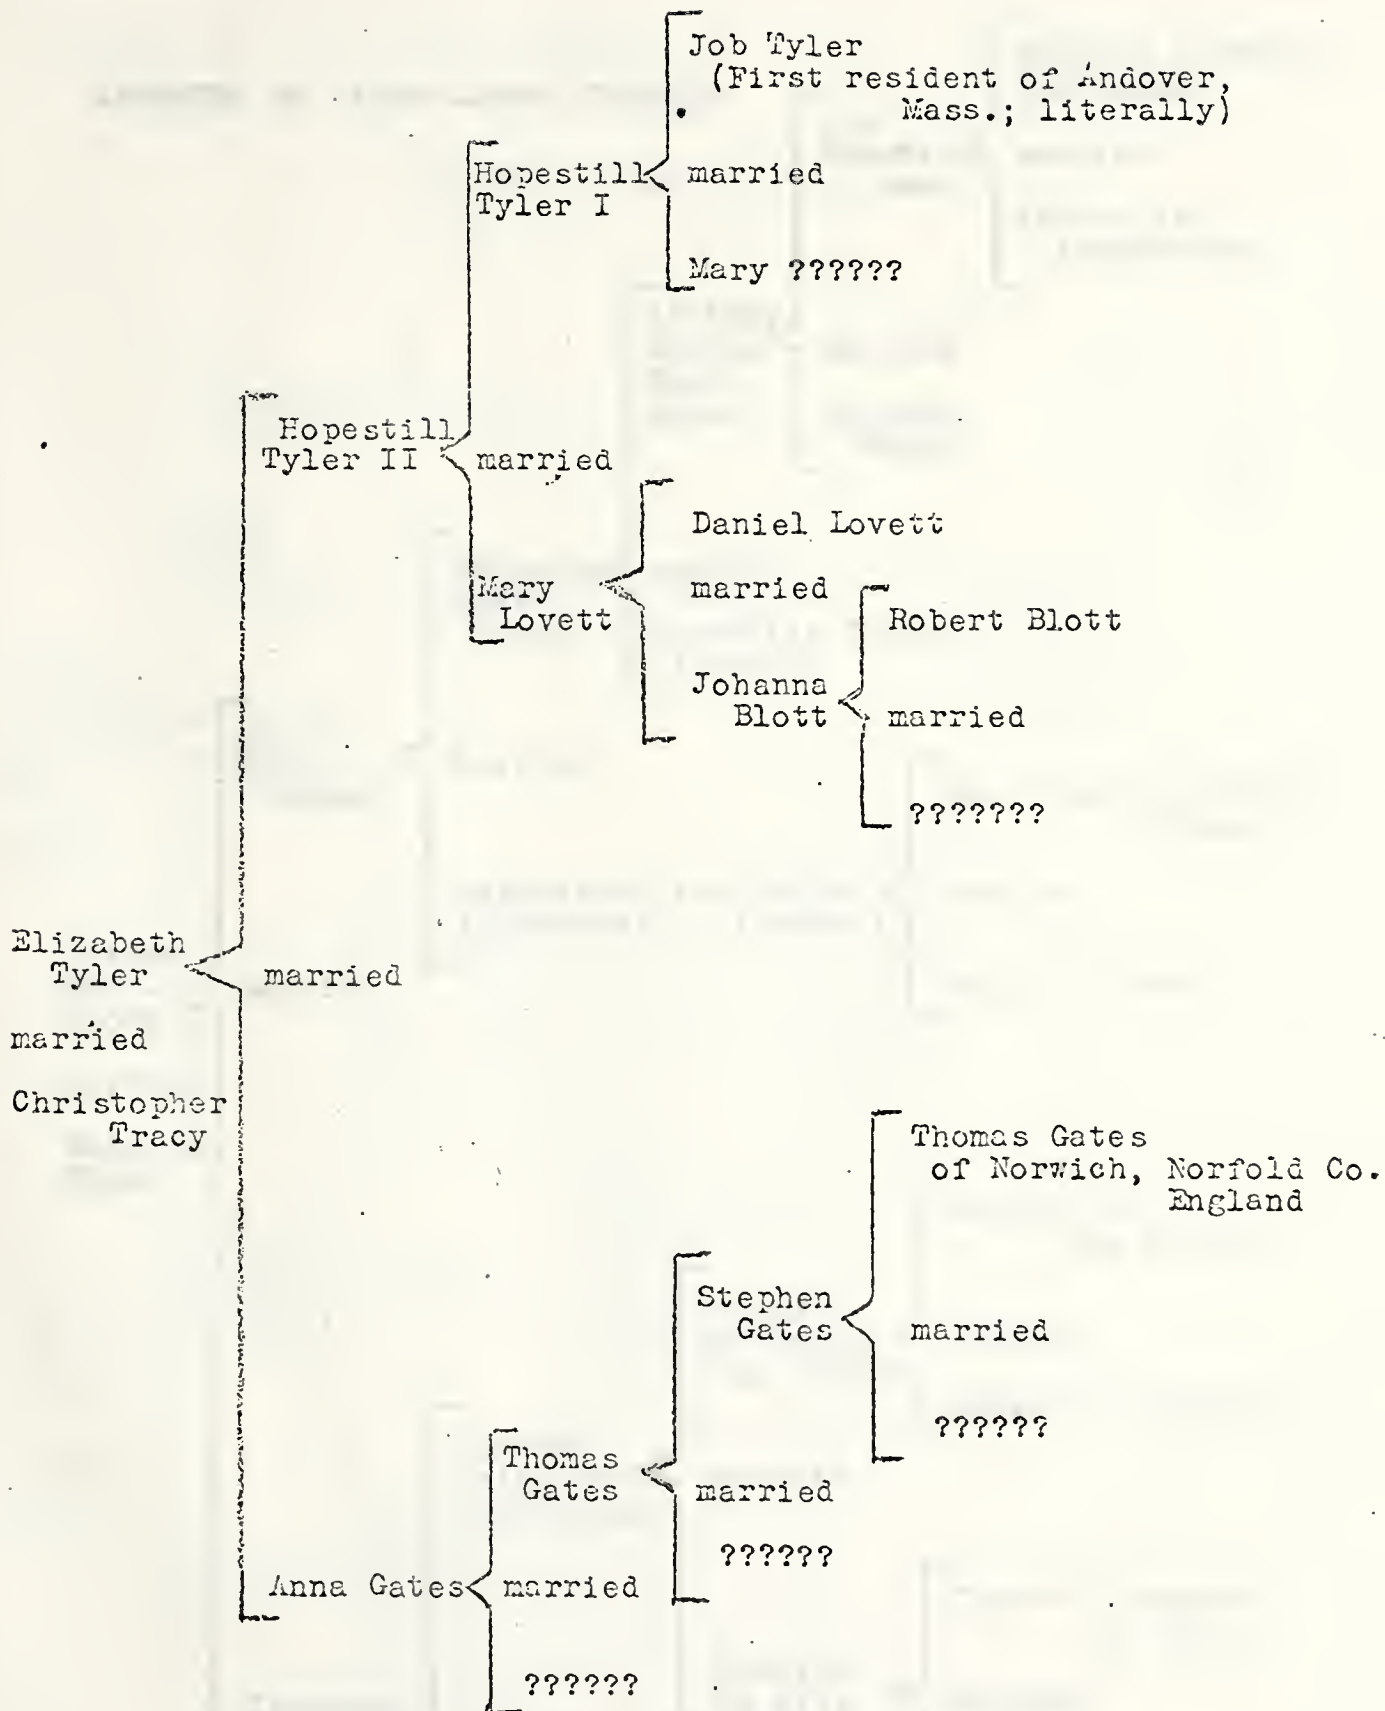 Job Tyler
(First resident of Andover,
Mass.; literally)
Hopestill
Tyler I
married
Mary ??????
Hopestill
Tyler II
married
Daniel Lovett
Mary
Lovett
married
Robert Blott
Johanna
Blott
married
???????
Elizabeth
Tyler
married
married
Christopher
Tracy
Thomas Gates
of Norwich, Norfold Co.
England
Stephen
Gates
married
??????
Thomas
Gates
married
??????
Anna Gates
married
??????